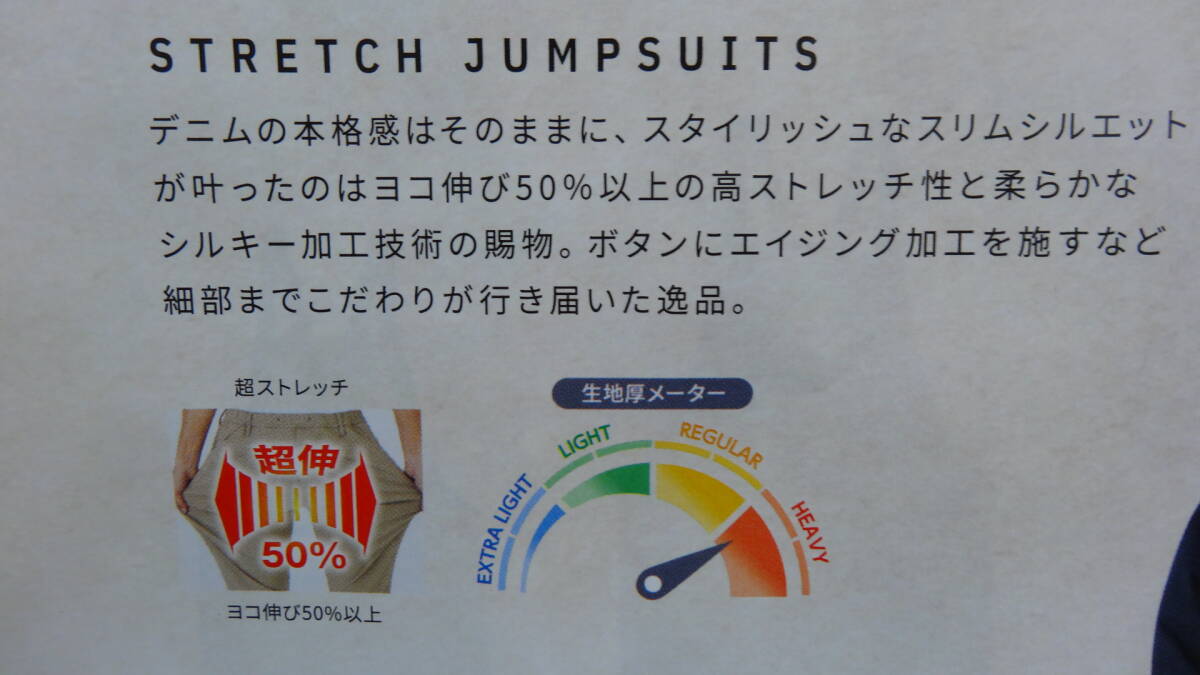 STRETCH JUMPSUITS
デニムの本格感はそのままに、スタイリッシュなスリムシルエット
が叶ったのはヨコ伸び50%以上の高ストレッチ性と柔らかな
シルキー加工技術の賜物。ボタンにエイジング加工を施すなど
細部までこだわりが行き届いた逸品。
超ストレッチ
超伸
50%
ヨコ伸び50%以上
生地厚メーター
EXTRA LIGHT
LIGHT
REGULAR
HEAVY